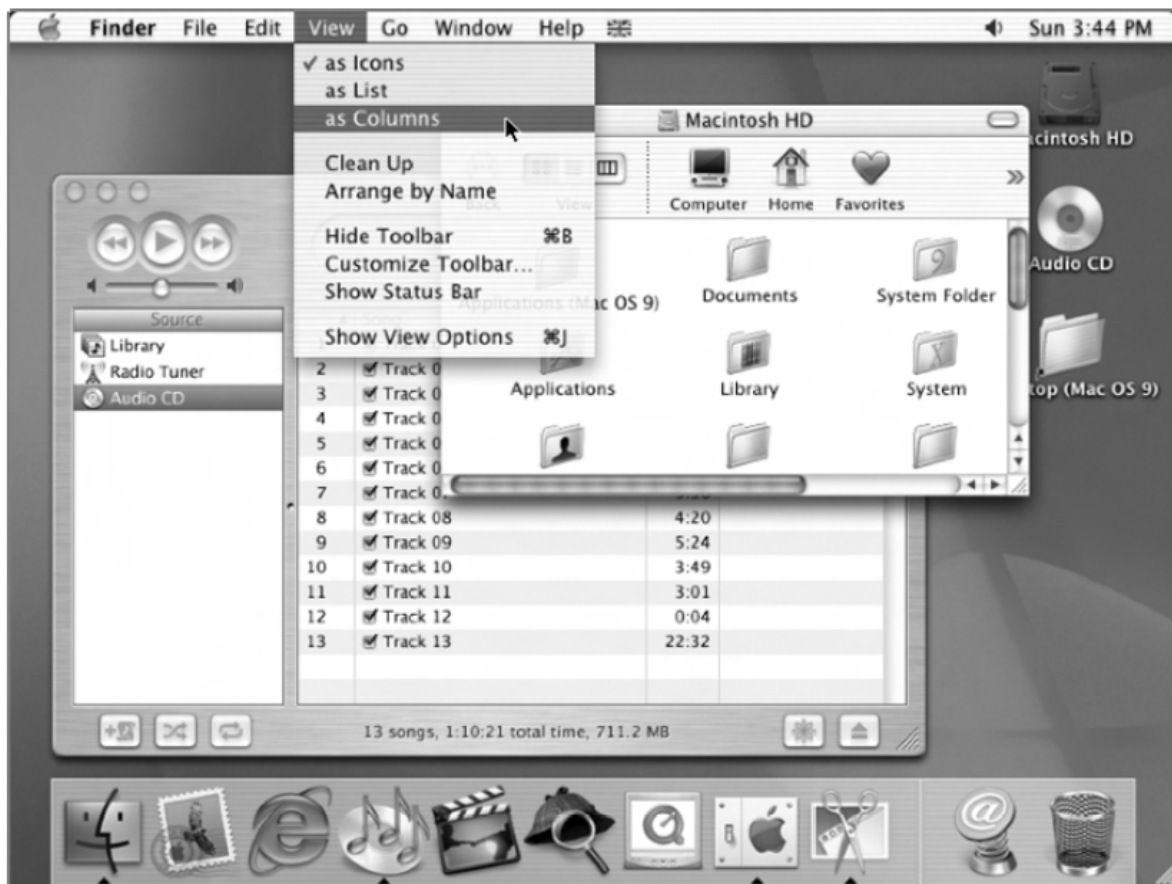 Finder File Edit View Go Window Help Sun 3:44 PM
✓ as Icons
as List
as Columns
Clean Up
Arrange by Name
Hide Toolbar ⌘B
Customize Toolbar...
Show Status Bar
Show View Options ⌘J
Macintosh HD
Back View Computer Home Favorites
Applications (Mac OS 9) Documents System Folder
Applications Library System
cintosh HD
Audio CD
top (Mac OS 9)
Source
Library
Radio Tuner
Audio CD
2 Track 0
3 Track 0
4 Track 0
5 Track 0
6 Track 0
7 Track 0
8 Track 08 4:20
9 Track 09 5:24
10 Track 10 3:49
11 Track 11 3:01
12 Track 12 0:04
13 Track 13 22:32
13 songs, 1:10:21 total time, 711.2 MB